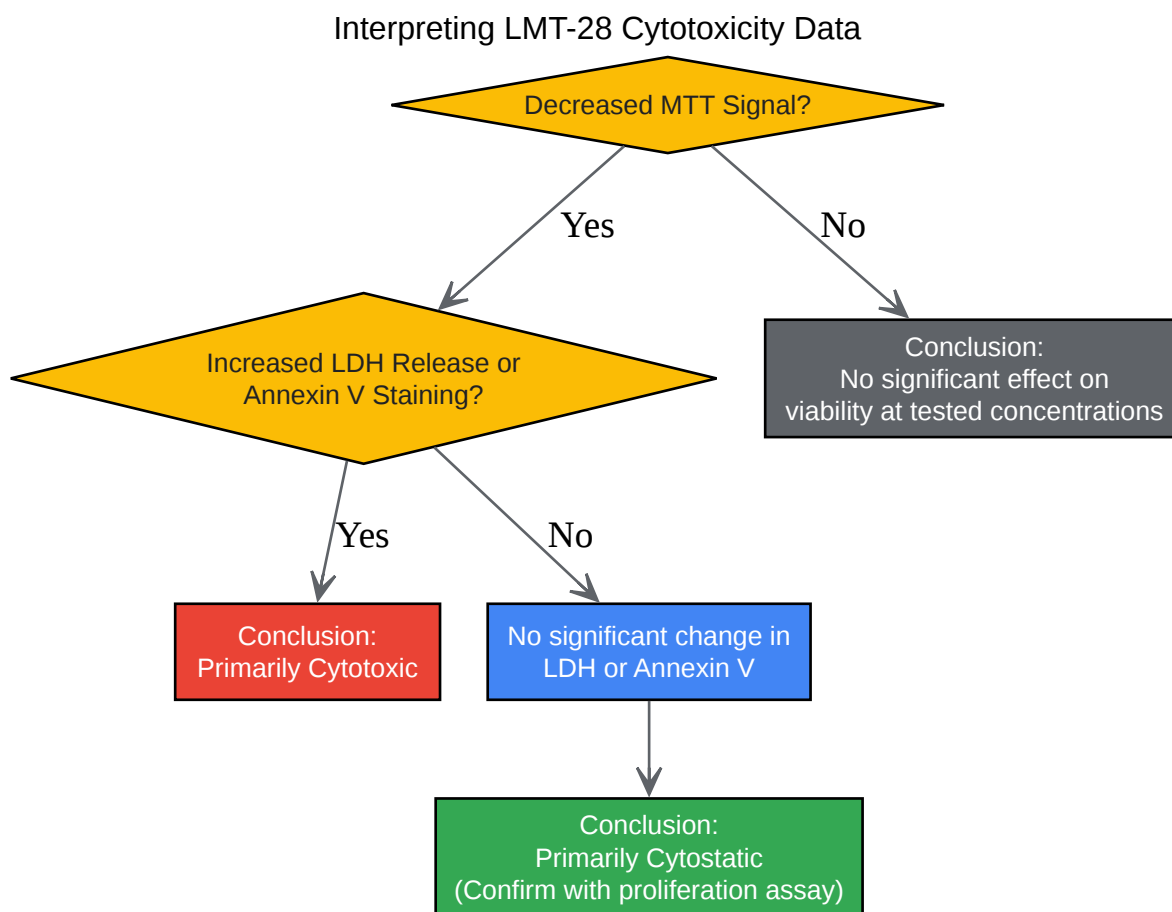 Interpreting LMT-28 Cytotoxicity Data
Decreased MTT Signal?
Yes
No
Increased LDH Release or
Annexin V Staining?
Conclusion:
No significant effect on
viability at tested concentrations
Yes
No
Conclusion:
Primarily Cytotoxic
No significant change in
LDH or Annexin V
Conclusion:
Primarily Cytostatic
(Confirm with proliferation assay)